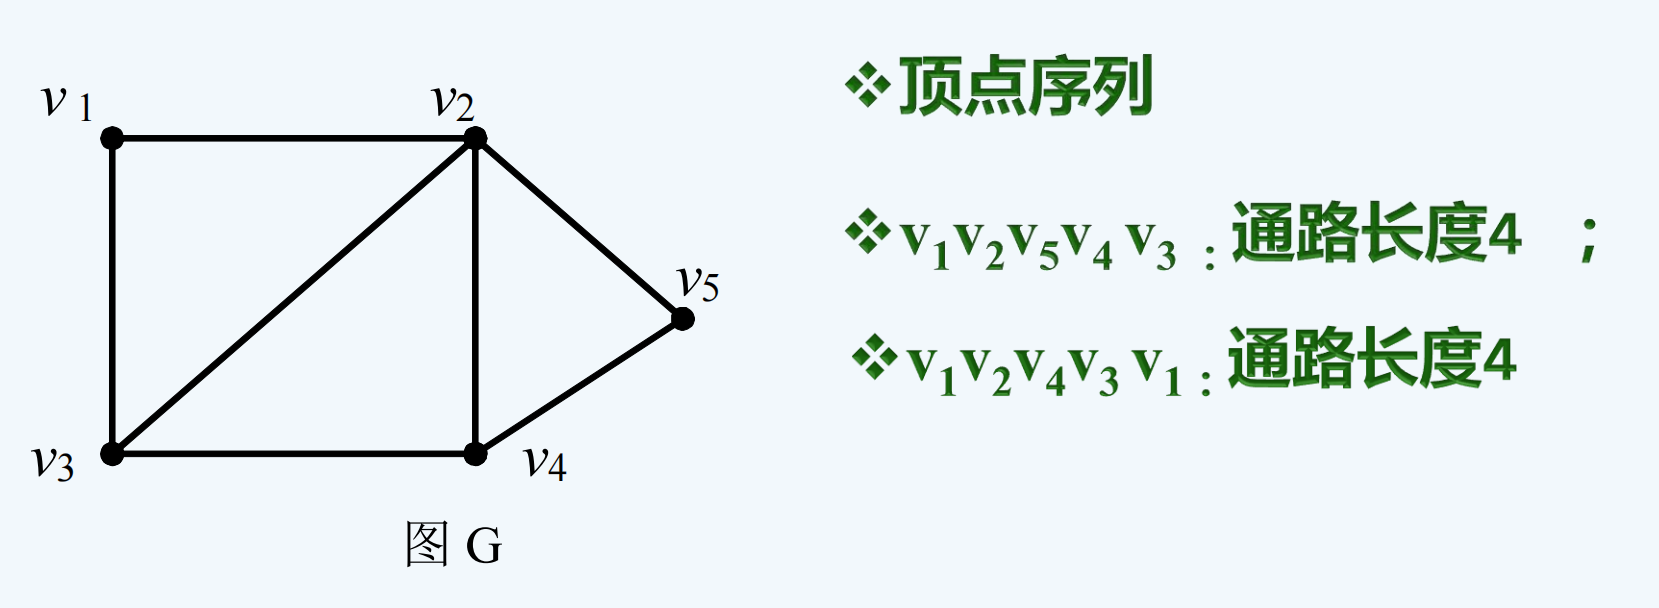 v 1
v2
v5
v3
v4
图 G
❖顶点序列
❖v₁v₂v₅v₄ v₃ ：通路长度4 ；
❖v₁v₂v₄v₃ v₁：通路长度4